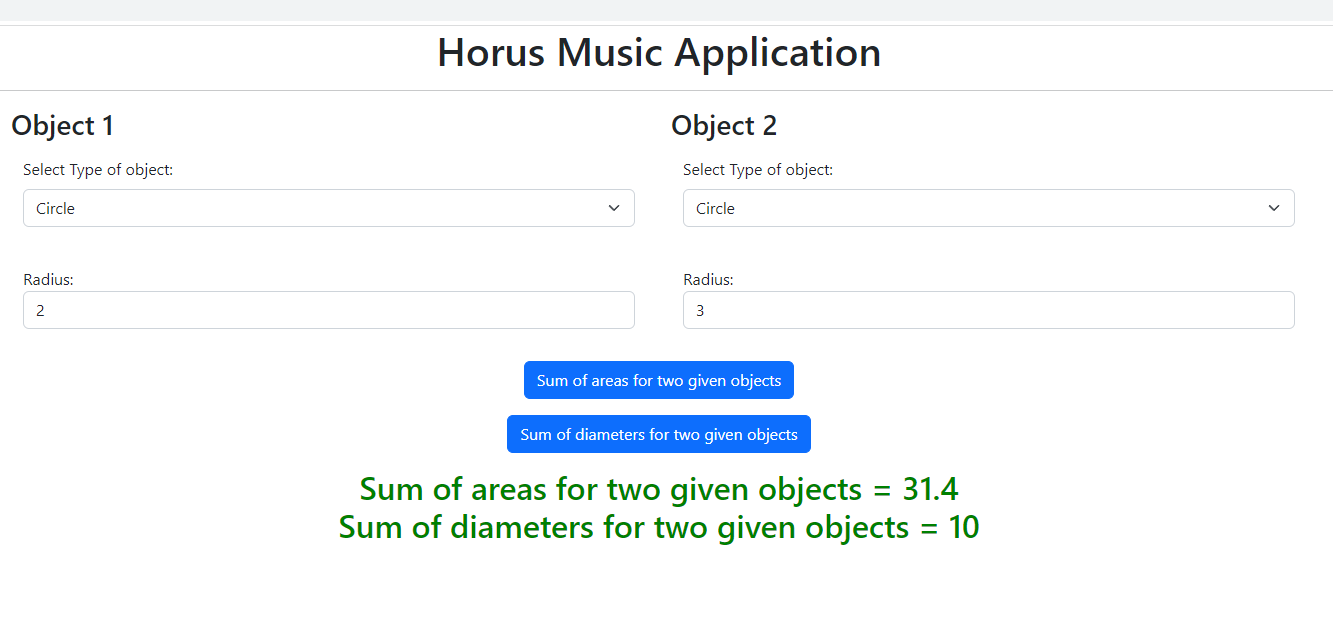 Horus Music Application
Object 1
Select Type of object:
Circle
Radius:
2
Object 2
Select Type of object:
Circle
Radius:
3
Sum of areas for two given objects
Sum of diameters for two given objects
Sum of areas for two given objects = 31.4
Sum of diameters for two given objects = 10